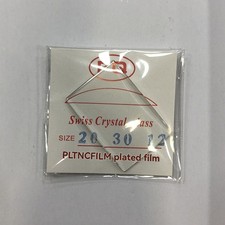 Swiss Crystal glass
SIZE 20 30 12
PLTNCFILM plated film